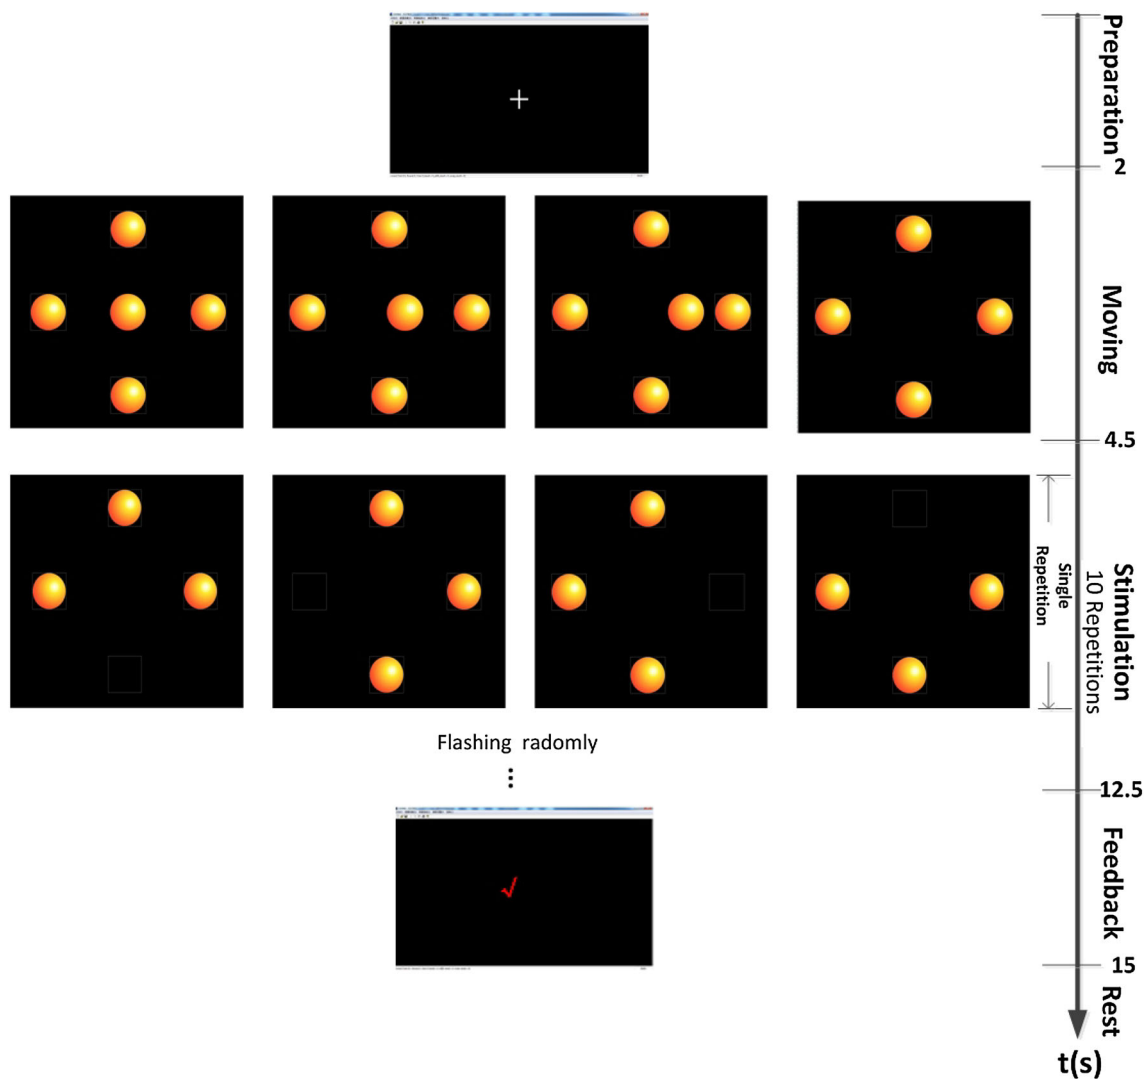 Preparation
2
Moving
4.5
Single
Repetition
Stimulation
10 Repetitions
Flashing radomly
12.5
Feedback
15
Rest
t(s)